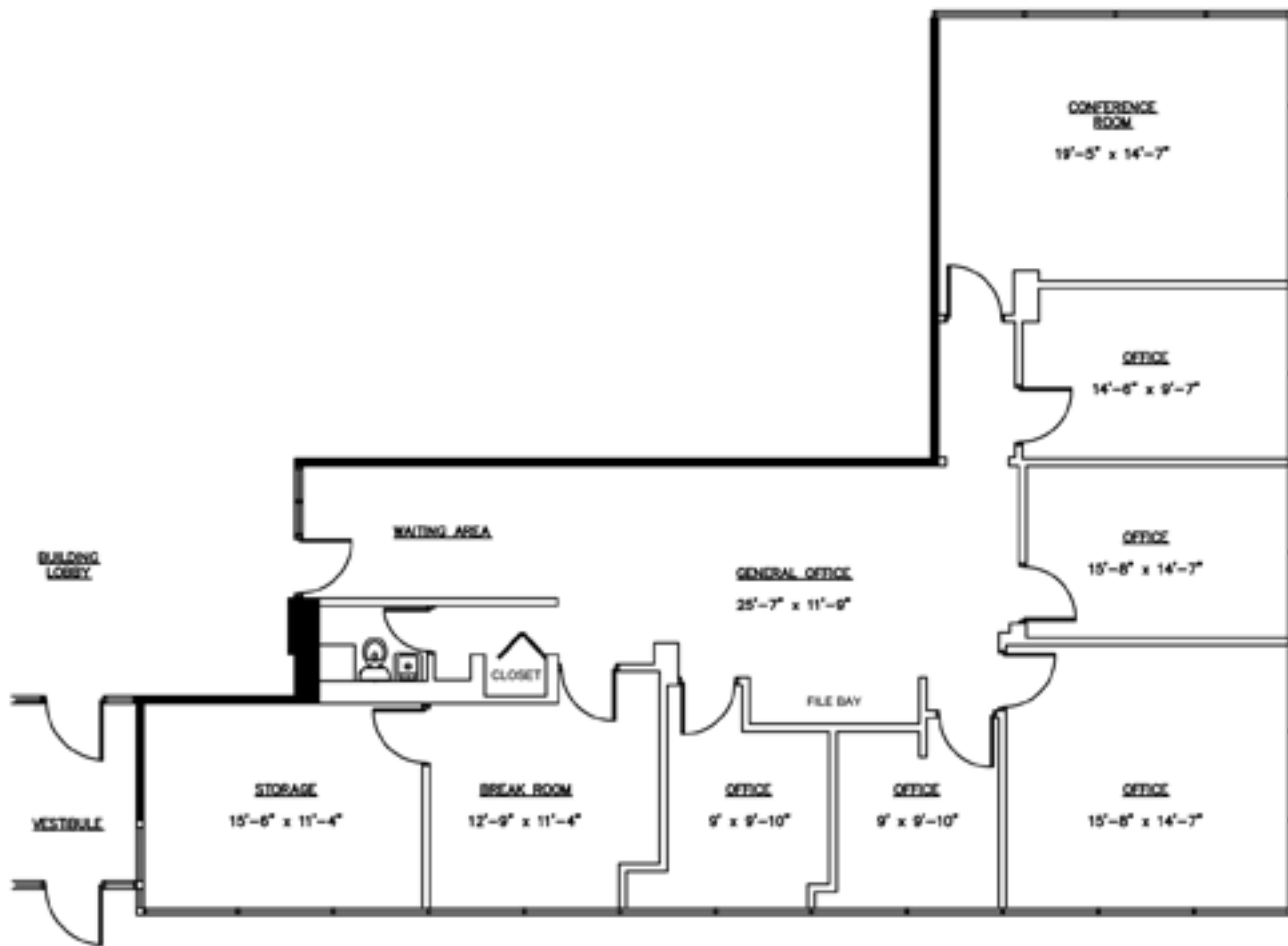 CONFERENCE
ROOM
19'-5" x 14'-7"
OFFICE
14'-6" x 9'-7"
WAITING AREA
BUILDING
LOBBY
GENERAL OFFICE
25'-7" x 11'-9"
OFFICE
15'-8" x 14'-7"
CLOSET
FILE BAY
STORAGE
15'-6" x 11'-4"
BREAK ROOM
12'-9" x 11'-4"
OFFICE
9' x 9'-10"
OFFICE
9' x 9'-10"
OFFICE
15'-8" x 14'-7"
VESTIBULE